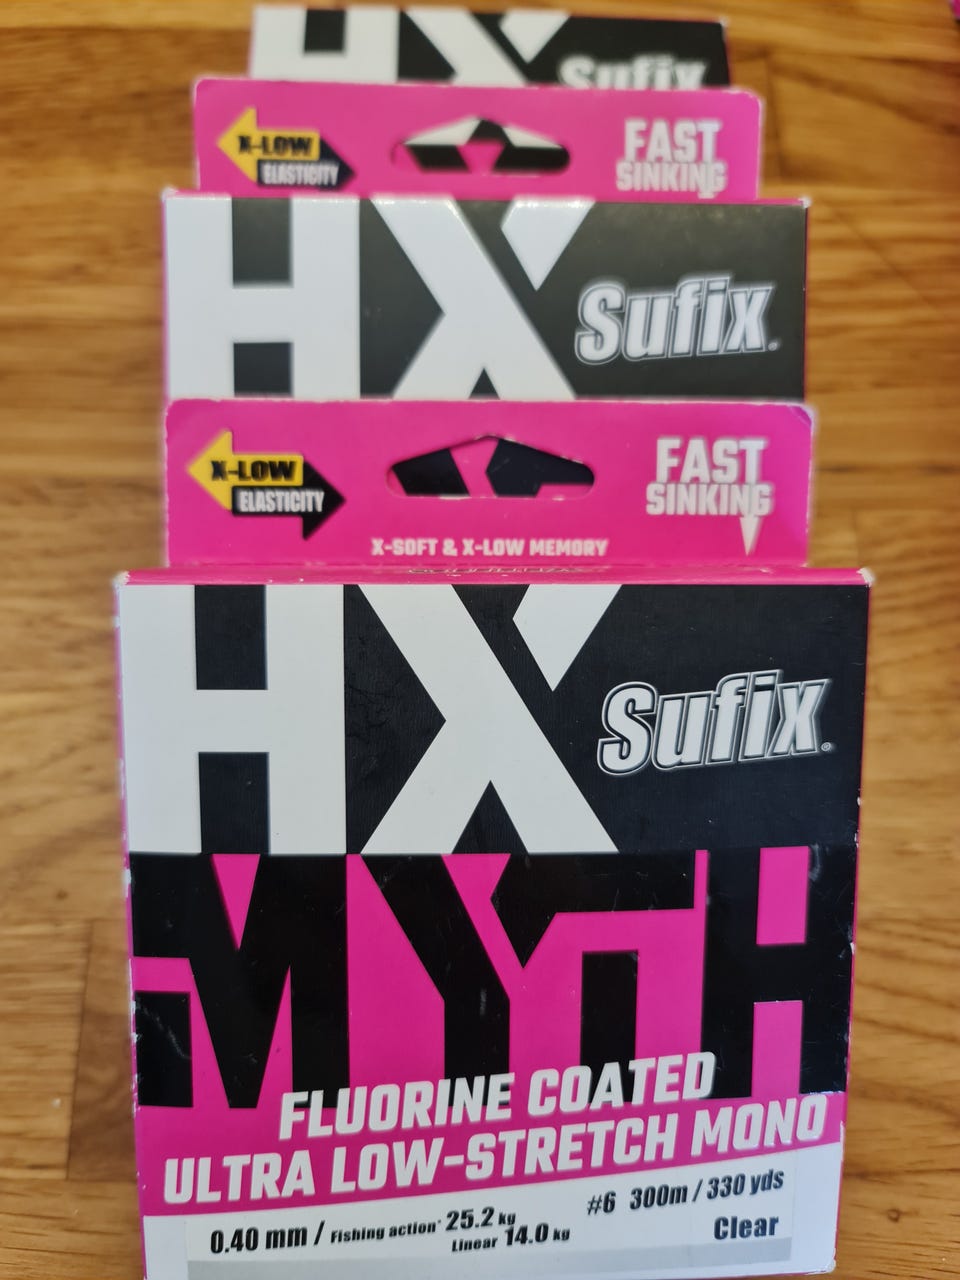 HX
Sufix
X-LOW
ELASTICITY
FAST
SINKING
HX
Sufix
X-LOW
ELASTICITY
FAST
SINKING
X-SOFT & X-LOW MEMORY
HX
Sufix
MYTH
FLUORINE COATED
ULTRA LOW-STRETCH MONO
#6 300m / 330 yds
0.40 mm / Fishing action* 25.2 kg
Linear 14.0 kg
Clear